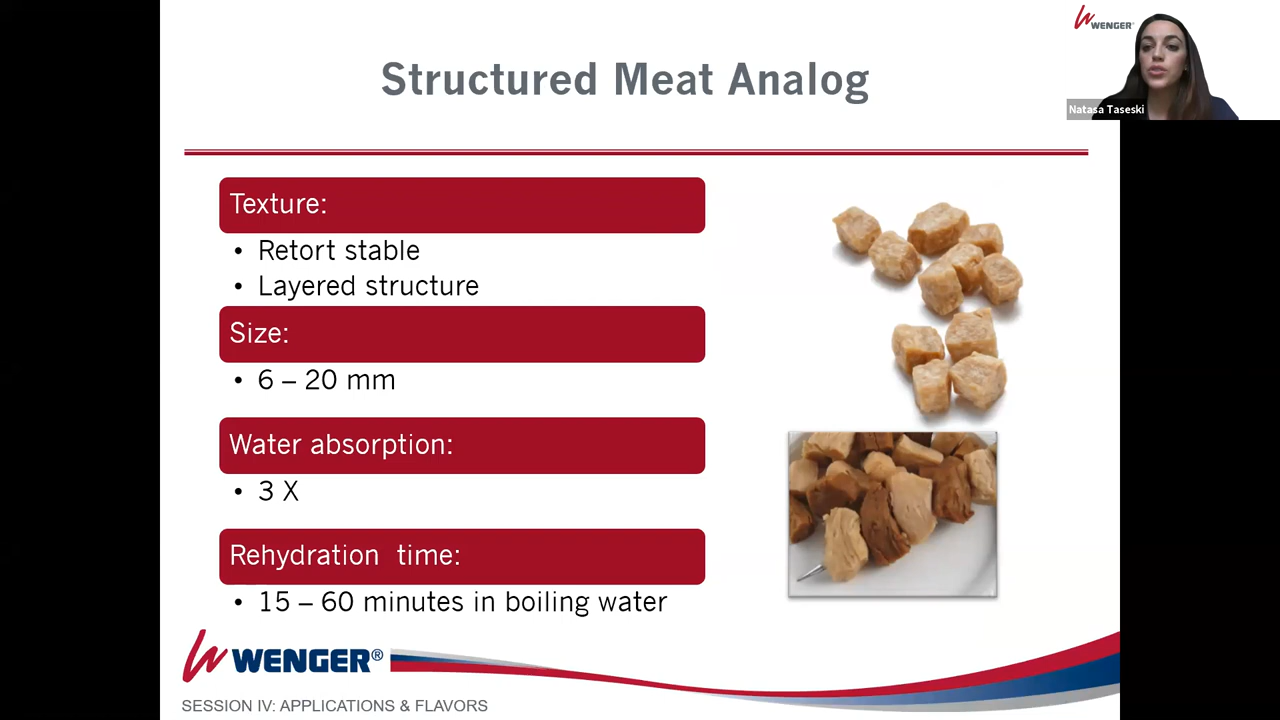 WENGER
Natasa Taseski
Structured Meat Analog
Texture:
• Retort stable
• Layered structure
Size:
• 6 – 20 mm
Water absorption:
• 3 X
Rehydration time:
• 15 – 60 minutes in boiling water
WENGER®
SESSION IV: APPLICATIONS & FLAVORS